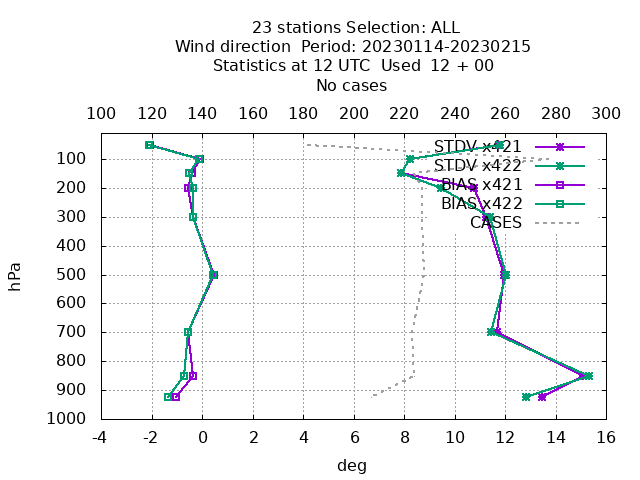 23 stations Selection: ALL
Wind direction  Period: 20230114-20230215
Statistics at 12 UTC  Used  12 + 00
No cases
100 120 140 160 180 200 220 240 260 280 300
STDV x421
STDV x422
BIAS x421
BIAS x422
CASES
100
200
300
400
500
600
700
800
900
1000
hPa
-4 -2 0 2 4 6 8 10 12 14 16
deg